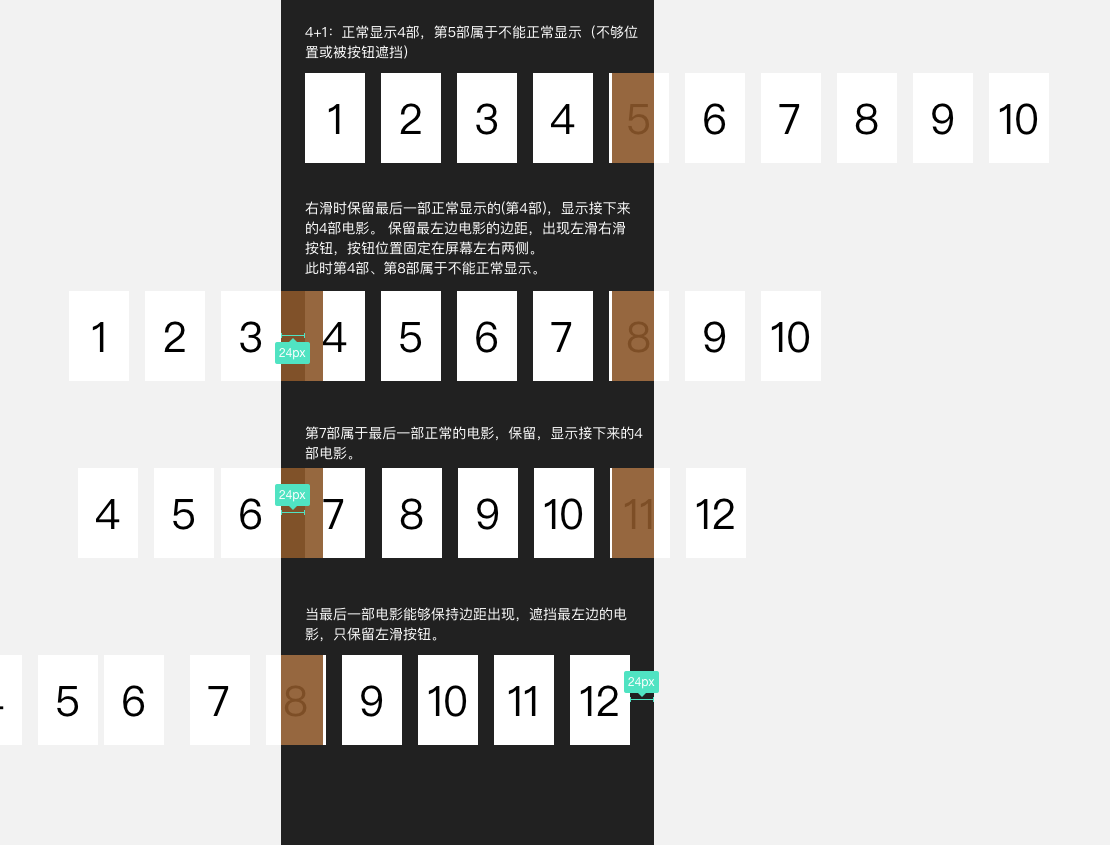 4+1：正常显示4部，第5部属于不能正常显示（不够位
置或被按钮遮挡）
1 2 3 4 5 6 7 8 9 10
右滑时保留最后一部正常显示的(第4部)，显示接下来
的4部电影。 保留最左边电影的边距，出现左滑右滑
按钮，按钮位置固定在屏幕左右两侧。
此时第4部、第8部属于不能正常显示。
1 2 3 4 5 6 7 8 9 10
24px
第7部属于最后一部正常的电影，保留，显示接下来的4
部电影。
24px
4 5 6 7 8 9 10 11 12
当最后一部电影能够保持边距出现，遮挡最左边的电
影，只保留左滑按钮。
24px
5 6 7 8 9 10 11 12